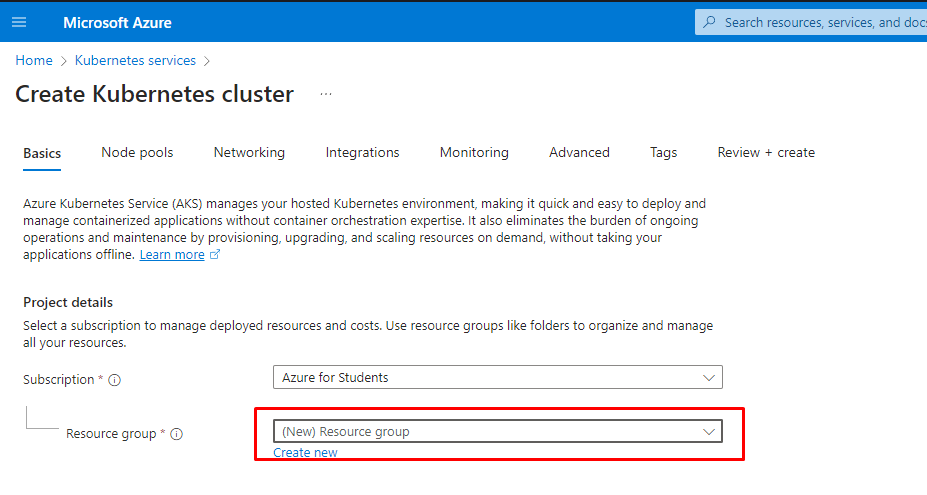 Microsoft Azure
Search resources, services, and docs
Home > Kubernetes services >
Create Kubernetes cluster ...
Basics Node pools Networking Integrations Monitoring Advanced Tags Review + create
Azure Kubernetes Service (AKS) manages your hosted Kubernetes environment, making it quick and easy to deploy and
manage containerized applications without container orchestration expertise. It also eliminates the burden of ongoing
operations and maintenance by provisioning, upgrading, and scaling resources on demand, without taking your
applications offline. Learn more
Project details
Select a subscription to manage deployed resources and costs. Use resource groups like folders to organize and manage
all your resources.
Subscription * Azure for Students
Resource group * (New) Resource group
Create new